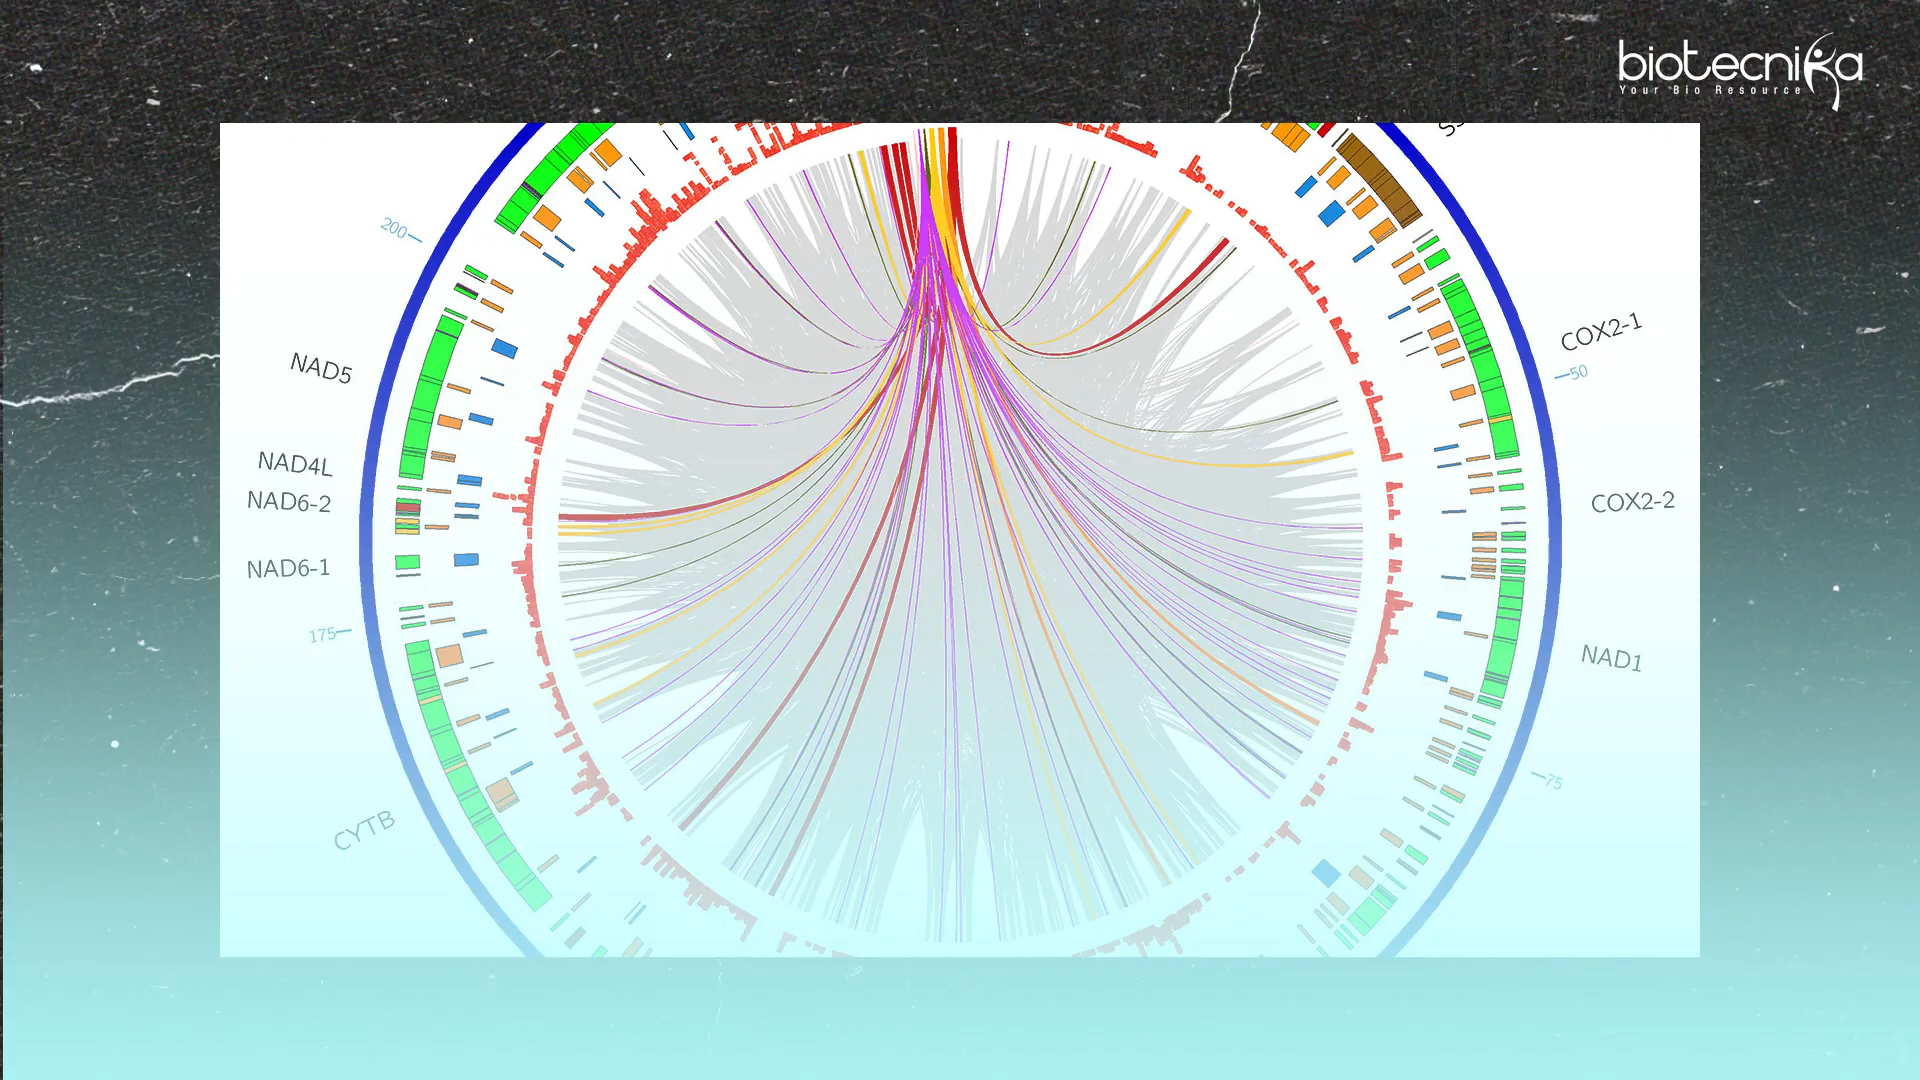 biotecnika
Your Bio Resource
200
NAD5
NAD4L
NAD6-2
NAD6-1
175
CYTB
COX2-1
50
COX2-2
NAD1
75